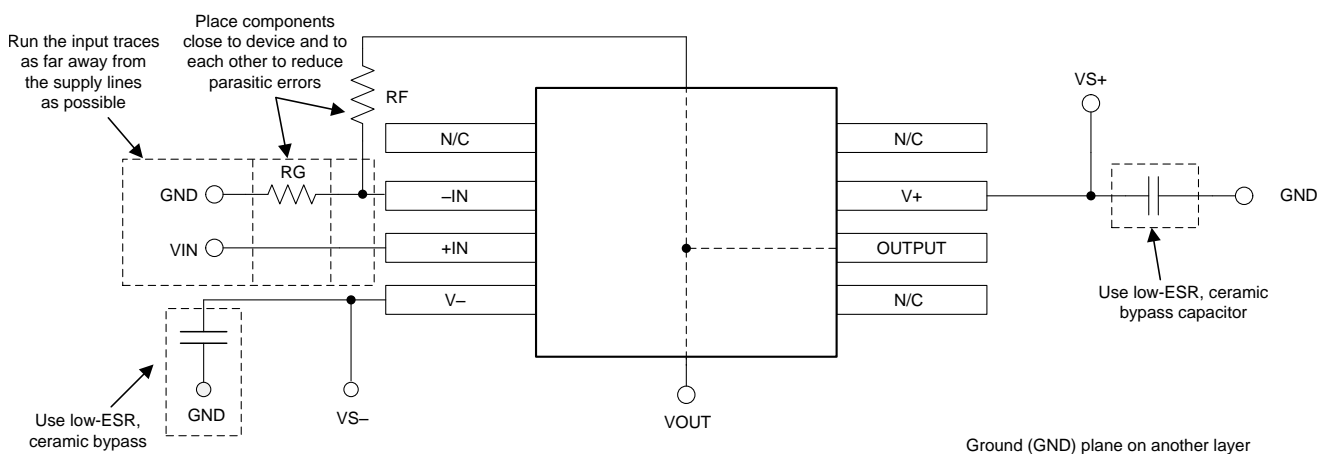 Place components
close to device and to
each other to reduce
parasitic errors
Run the input traces
as far away from
the supply lines
as possible
VS+
RF
N/C
N/C
RG
GND
–IN
V+
GND
VIN
+IN
OUTPUT
V–
N/C
Use low-ESR, ceramic
bypass capacitor
GND
VS–
VOUT
Use low-ESR,
ceramic bypass
Ground (GND) plane on another layer